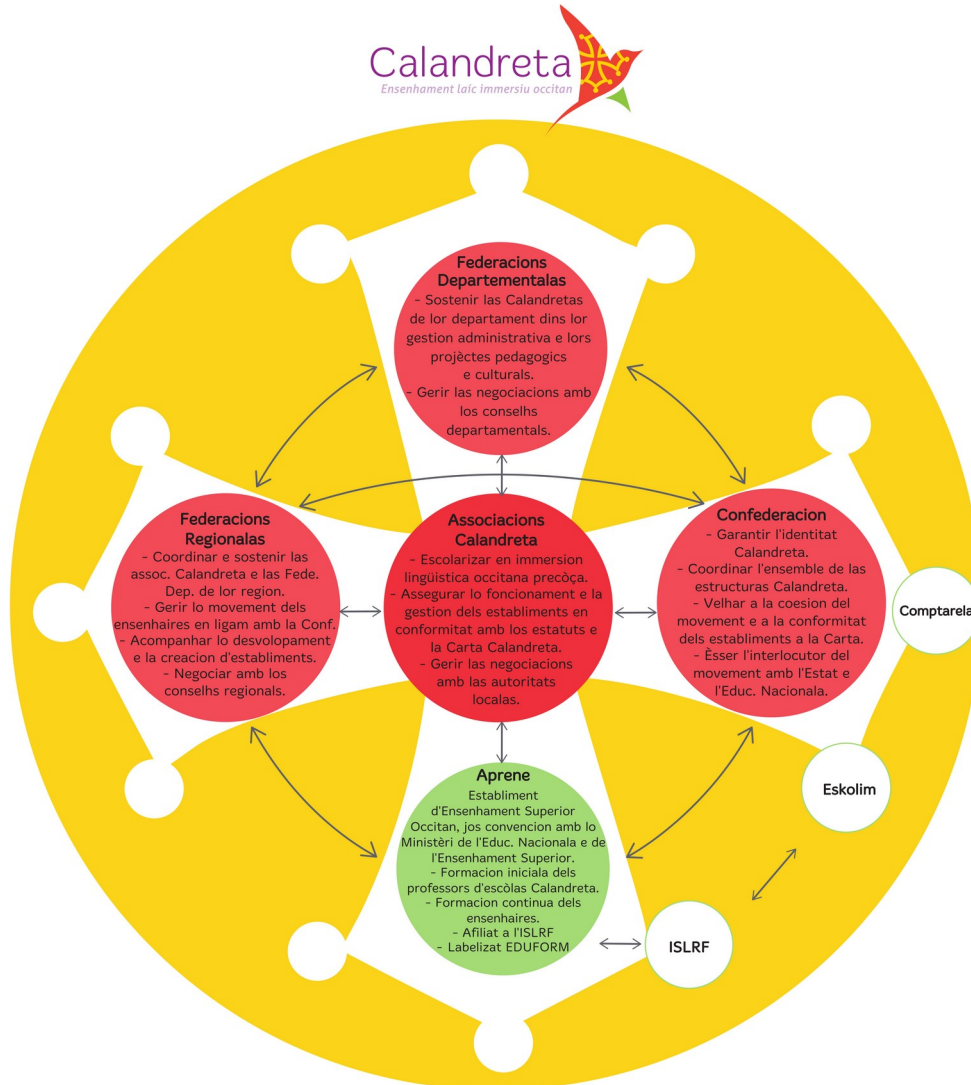 Calandreta
Ensenhament laïc immersiu occitan
Federacions
Departementalas
- Sostenir las Calandretas
de lor departament dins lor
gestion administrativa e lors
projèctes pedagogics
e culturals.
- Gerir las negociacions amb
los conselhs
departamentals.
Federacions
Regionalas
- Coordinar e sostenir las
assoc. Calandreta e las Fede.
Dep. de lor region.
- Gerir lo movement dels
ensenhaires en ligam amb la Conf.
- Acompanhar lo desvolopament
e la creacion d'establiments.
- Negociar amb los
conselhs regionals.
Associacions
Calandreta
- Escolarizar en immersion
lingüistica occitana precòça.
- Assegurar lo foncionament e la
gestion dels establiments en
conformitat amb los estatuts e
la Carta Calandreta.
- Gerir las negociacions
amb las autoritats
localas.
Confederacion
- Garantir l'identitat
Calandreta.
- Coordinar l'ensemble de las
estructuras Calandreta.
- Velhar a la coesion del
movement e a la conformitat
dels establiments a la Carta.
- Èsser l'interlocutor del
movement amb l'Estat e
l'Educ. Nacionala.
Comptarela
Aprene
Establiment
d'Ensenhament Superior
Occitan, jos convencion amb lo
Ministèri de l'Educ. Nacionala e de
l'Ensenhament Superior.
- Formacion iniciala dels
professors d'escòlas Calandreta.
- Formacion continua dels
ensenhaires.
- Afiliat a l'ISLRF
- Labelizat EDUFORM
Eskolim
ISLRF